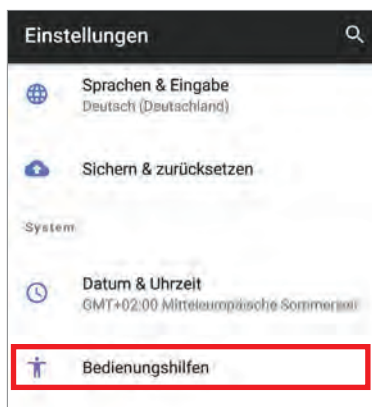 Einstellungen
Sprachen & Eingabe
Deutsch (Deutschland)
Sichern & zurücksetzen
System
Datum & Uhrzeit
GMT+02:00 Mitteleuropäische Sommerzeit
Bedienungshilfen